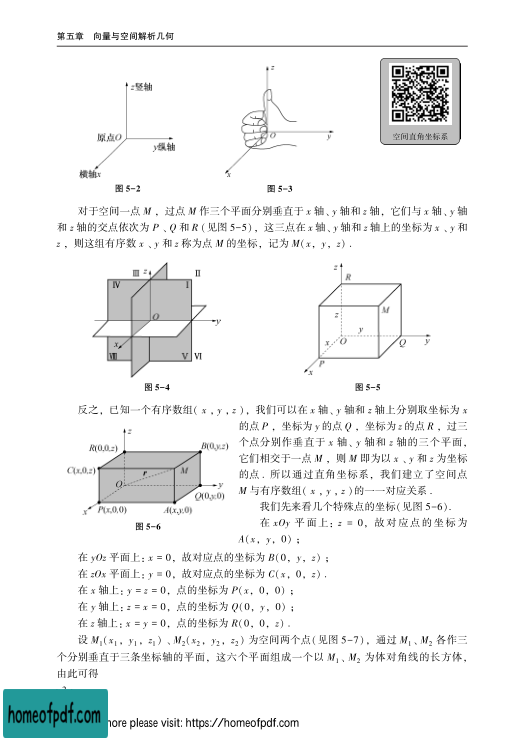 第五章 向量与空间解析几何
z竖轴
原点O
y纵轴
横轴x
图 5-2
z
O
y
x
图 5-3
空间直角坐标系
对于空间一点 M , 过点 M 作三个平面分别垂直于 x 轴、y 轴和 z 轴, 它们与 x 轴、y 轴
和 z 轴的交点依次为 P 、Q 和 R (见图 5-5), 这三点在 x 轴、y 轴和 z 轴上的坐标为 x 、y 和
z , 则这组有序数 x 、y 和 z 称为点 M 的坐标, 记为 M(x, y, z) .
Ⅲ z Ⅱ
Ⅳ Ⅰ
O
y
x
Ⅷ Ⅴ Ⅵ
图 5-4
z
R
M
z
y
x O
Q y
P
x
图 5-5
反之, 已知一个有序数组( x , y , z ), 我们可以在 x 轴、y 轴和 z 轴上分别取坐标为 x
的点 P , 坐标为 y 的点 Q , 坐标为 z 的点 R , 过三
个点分别作垂直于 x 轴、y 轴和 z 轴的三个平面,
它们相交于一点 M , 则 M 即为以 x 、y 和 z 为坐标
的点 . 所以通过直角坐标系, 我们建立了空间点
M 与有序数组( x , y , z )的一一对应关系 .
z
R(0,0,z)
B(0,y,z)
C(x,0,z)
r
M
O
y
Q(0,y,0)
x
P(x,0,0)
A(x,y,0)
图 5-6
我们先来看几个特殊点的坐标(见图 5-6).
在 xOy 平面上: z = 0, 故对应点的坐标为
A(x, y, 0) ;
在 yOz 平面上: x = 0, 故对应点的坐标为 B(0, y, z) ;
在 zOx 平面上: y = 0, 故对应点的坐标为 C(x, 0, z) .
在 x 轴上: y = z = 0, 点的坐标为 P(x, 0, 0) ;
在 y 轴上: z = x = 0, 点的坐标为 Q(0, y, 0) ;
在 z 轴上: x = y = 0, 点的坐标为 R(0, 0, z) .
设 M₁(x₁, y₁, z₁) 、M₂(x₂, y₂, z₂) 为空间两个点(见图 5-7), 通过 M₁、M₂ 各作三
个分别垂直于三条坐标轴的平面, 这六个平面组成一个以 M₁、M₂ 为体对角线的长方体,
由此可得
homeofpdf.com
more please visit: https://homeofpdf.com